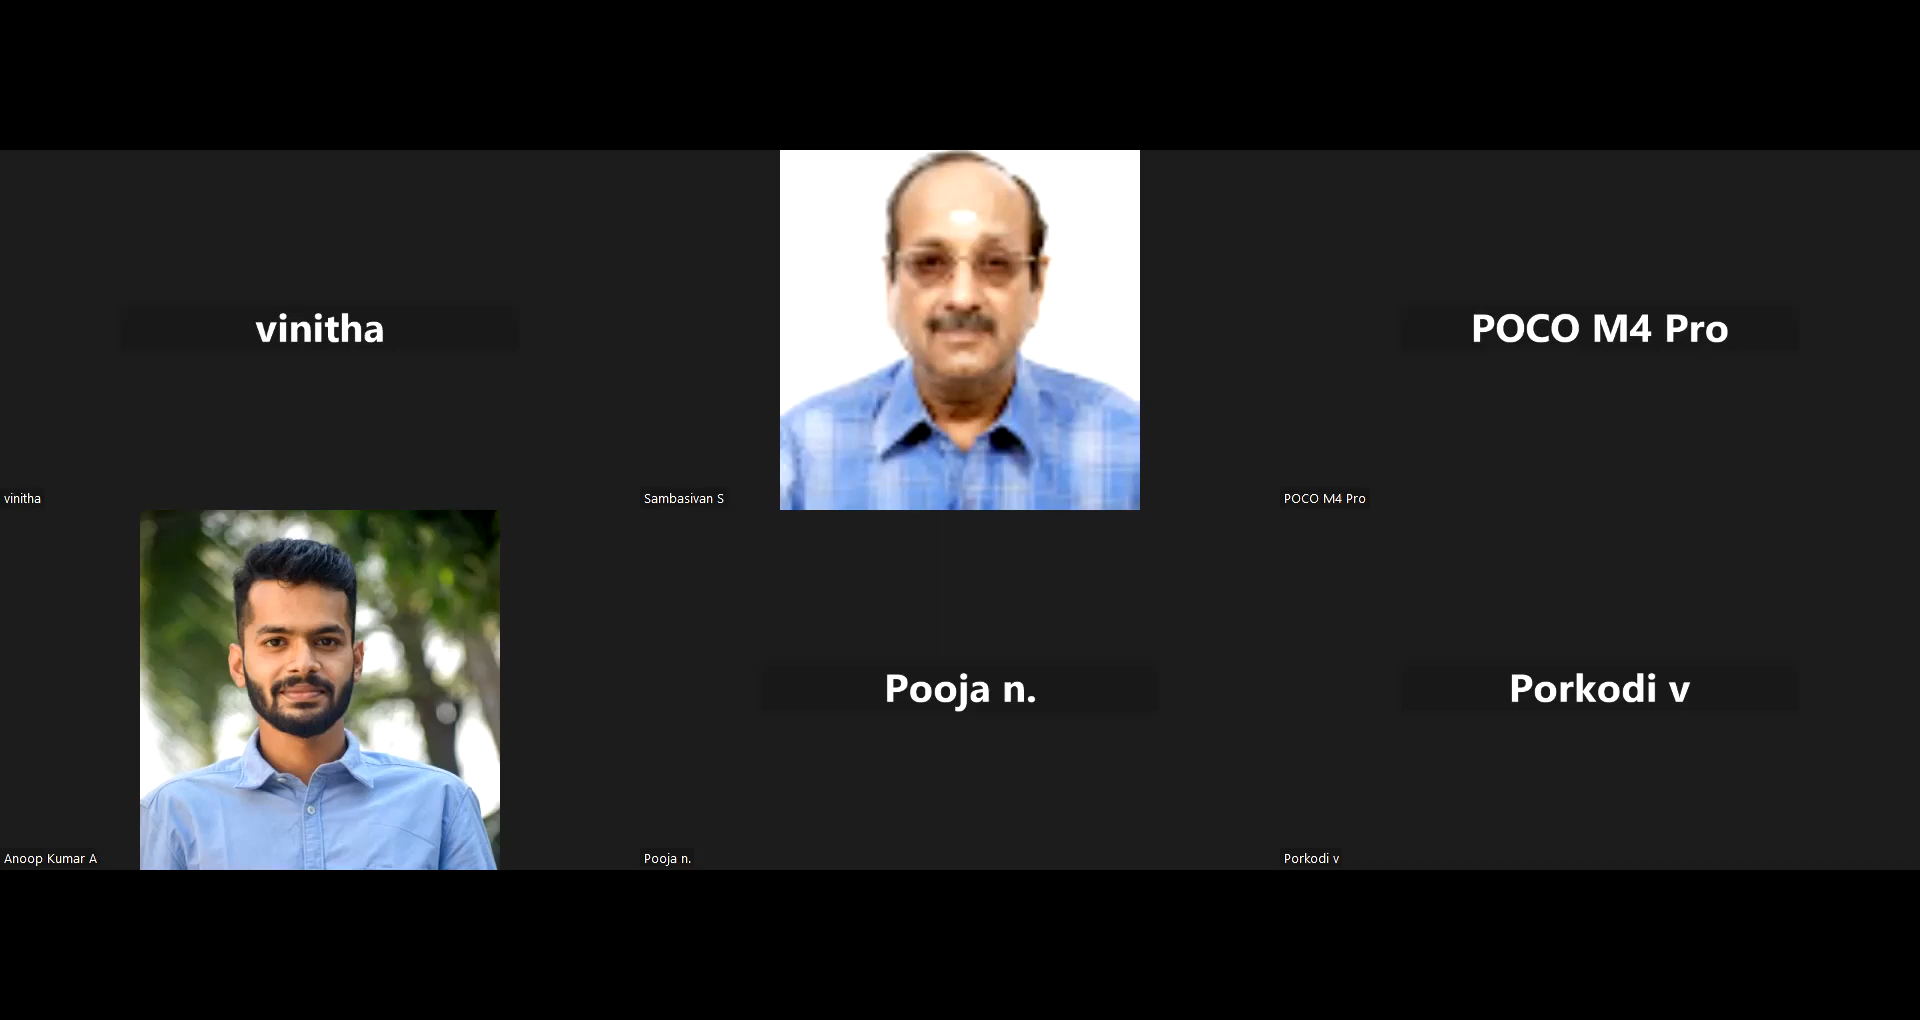 vinitha
POCO M4 Pro
vinitha
Sambasivan S
POCO M4 Pro
Pooja n.
Porkodi v
Anoop Kumar A
Pooja n.
Porkodi v